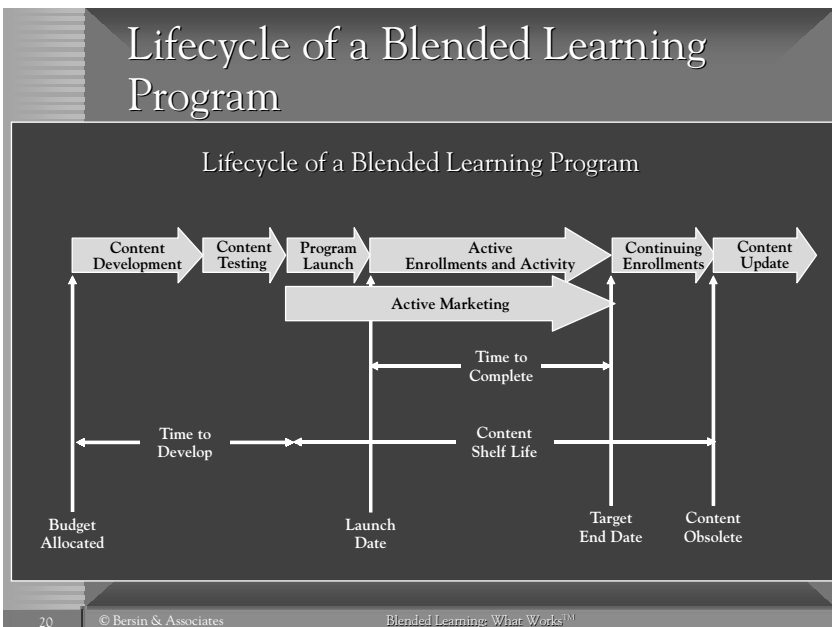 Lifecycle of a Blended Learning
Program
Lifecycle of a Blended Learning Program
Content
Development
Content
Testing
Program
Launch
Active
Enrollments and Activity
Continuing
Enrollments
Content
Update
Active Marketing
Time to
Complete
Time to
Develop
Content
Shelf Life
Budget
Allocated
Launch
Date
Target
End Date
Content
Obsolete
20
© Bersin & Associates
Blended Learning: What Works™